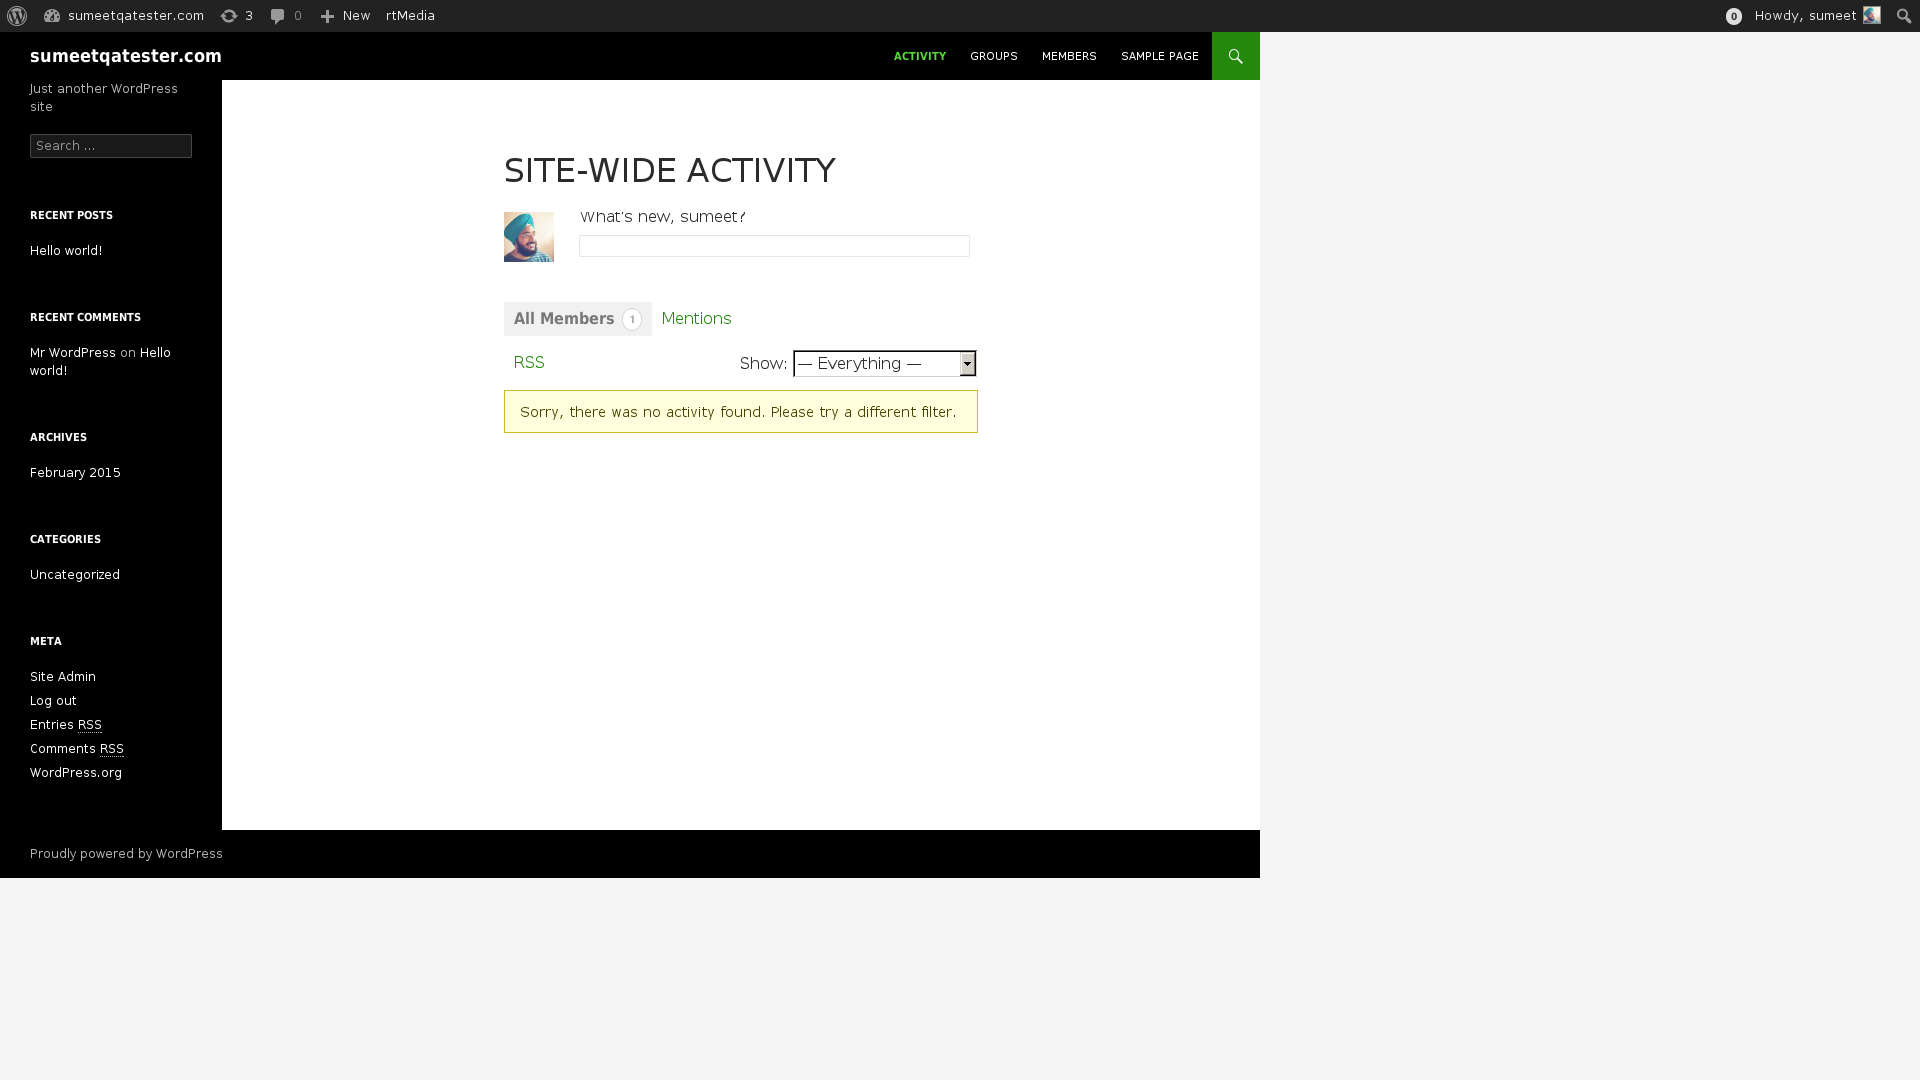 sumeetqatester.com 3 0 New rtMedia 0 Howdy, sumeet
sumeetqatester.com ACTIVITY GROUPS MEMBERS SAMPLE PAGE
Just another WordPress
site
Search ...
SITE-WIDE ACTIVITY
What's new, sumeet?
All Members 1 Mentions
RSS Show: — Everything —
Sorry, there was no activity found. Please try a different filter.
RECENT POSTS
Hello world!
RECENT COMMENTS
Mr WordPress on Hello
world!
ARCHIVES
February 2015
CATEGORIES
Uncategorized
META
Site Admin
Log out
Entries RSS
Comments RSS
WordPress.org
Proudly powered by WordPress